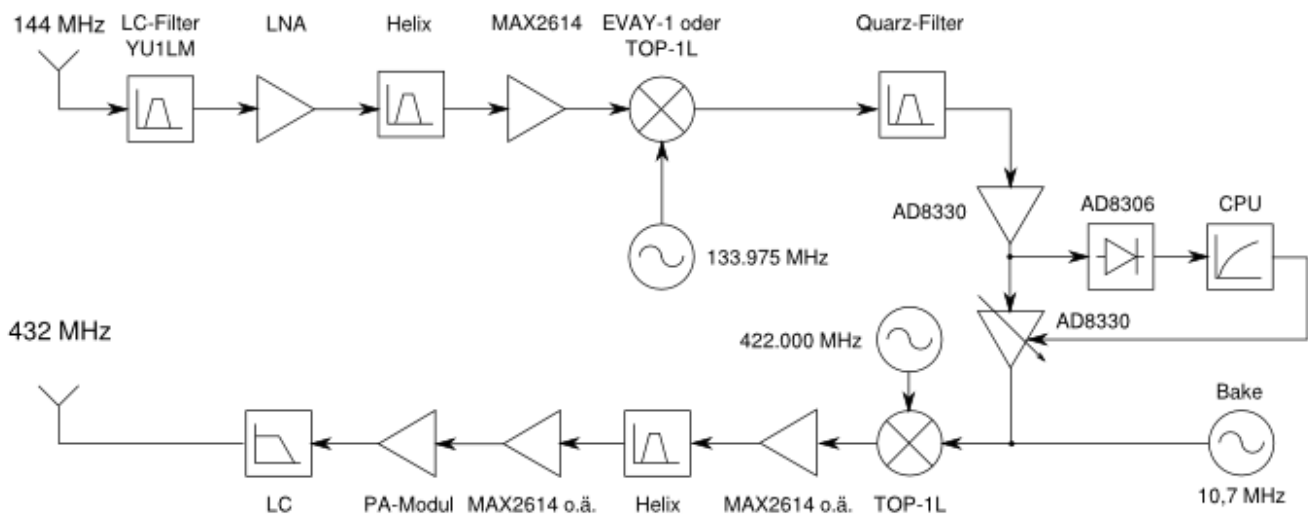 144 MHz
LC-Filter
YU1LM
LNA
Helix
MAX2614
EVAY-1 oder
TOP-1L
Quarz-Filter
133.975 MHz
AD8330
AD8306
CPU
AD8330
432 MHz
422.000 MHz
Bake
LC
PA-Modul
MAX2614 o.ä.
Helix
MAX2614 o.ä.
TOP-1L
10,7 MHz